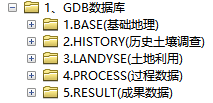 1、GDB数据库
1.BASE(基础地理)
2.HISTORY(历史土壤调查)
3.LANDYSE(土地利用)
4.PROCESS(过程数据)
5.RESULT(成果数据)